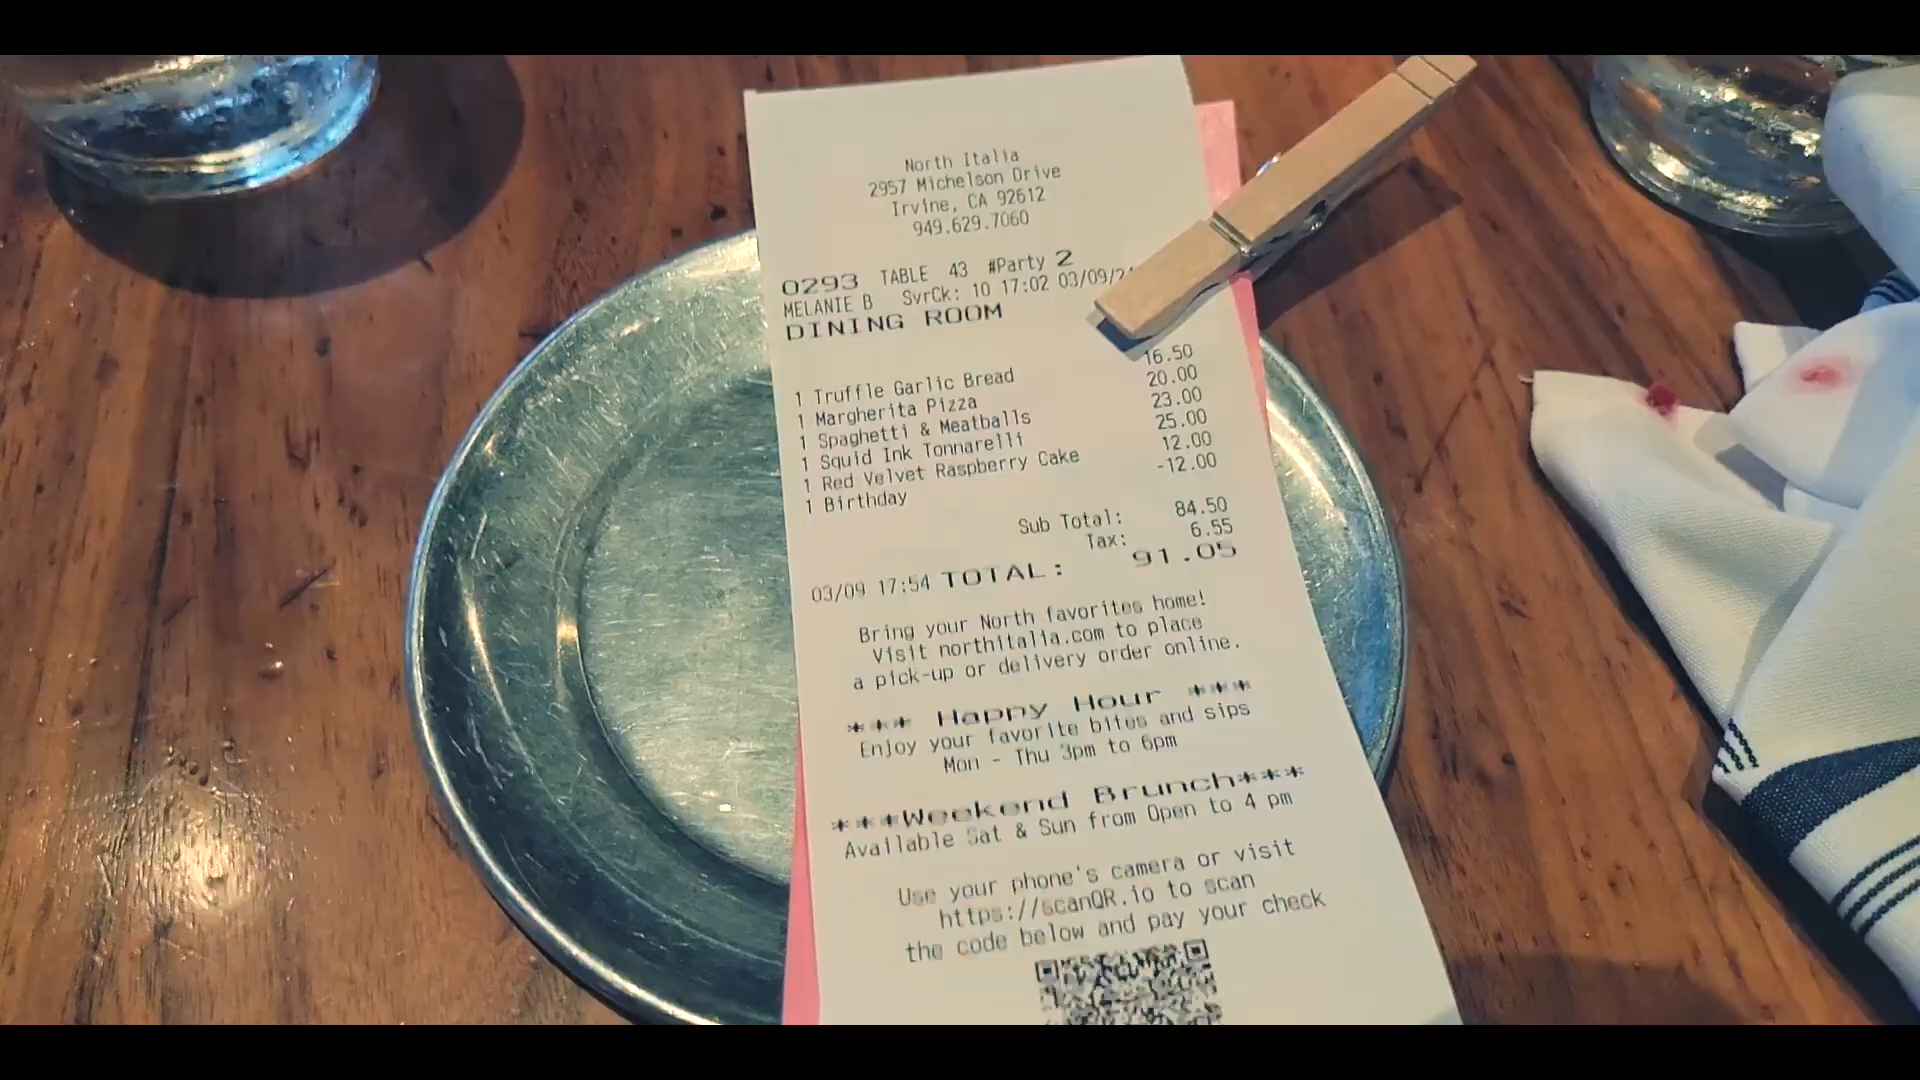 North Italia
2957 Michelson Drive
Irvine, CA 92612
949.629.7060
0293 TABLE 43 #Party 2
MELANIE B SvrCk: 10 17:02 03/09/2
DINING ROOM
1 Truffle Garlic Bread 16.50
1 Margherita Pizza 20.00
1 Spaghetti & Meatballs 23.00
1 Squid Ink Tonnarelli 25.00
1 Red Velvet Raspberry Cake 12.00
1 Birthday -12.00
Sub Total: 84.50
Tax: 6.55
03/09 17:54 TOTAL: 91.05
Bring your North favorites home!
Visit northitalia.com to place
a pick-up or delivery order online.
*** Happy Hour ***
Enjoy your favorite bites and sips
Mon - Thu 3pm to 6pm
***Weekend Brunch***
Available Sat & Sun from Open to 4 pm
Use your phone's camera or visit
https://scanQR.io to scan
the code below and pay your check